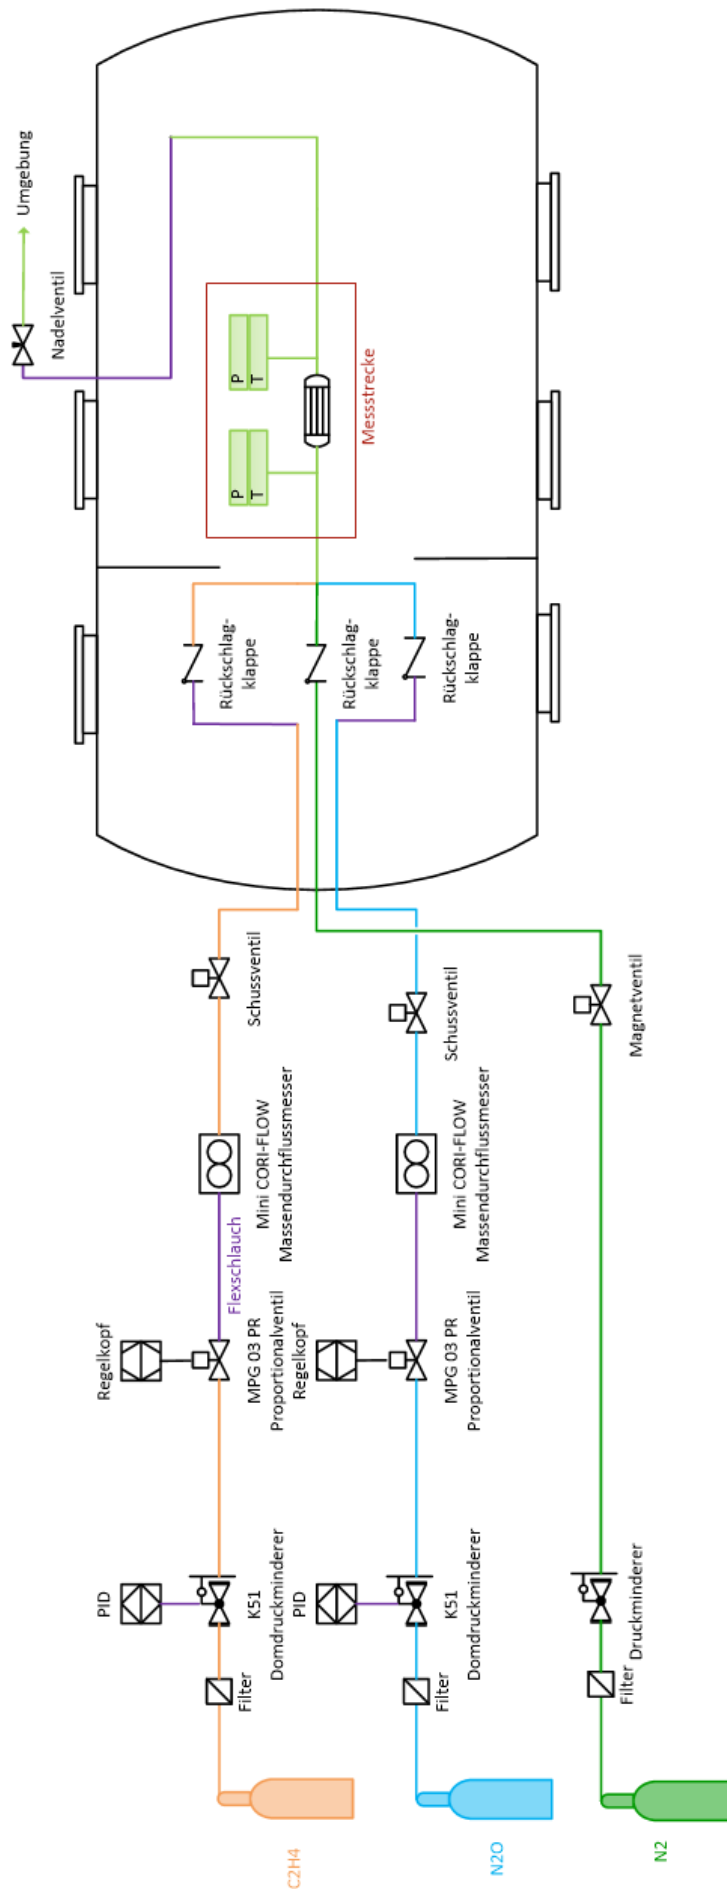 C2H4
Filter
PID
K51
Domdruckminderer
Regelkopf
MPG 03 PR
Proportionalventil
Flexschlauch
Mini CORI-FLOW
Massendurchflussmesser
Schussventil
Rückschlag-
klappe
N2O
Filter
PID
K51
Domdruckminderer
Regelkopf
MPG 03 PR
Proportionalventil
Mini CORI-FLOW
Massendurchflussmesser
Schussventil
Rückschlag-
klappe
N2
Filter
Druckminderer
Magnetventil
Rückschlag-
klappe
P
T
P
T
Messstrecke
Nadelventil
Umgebung